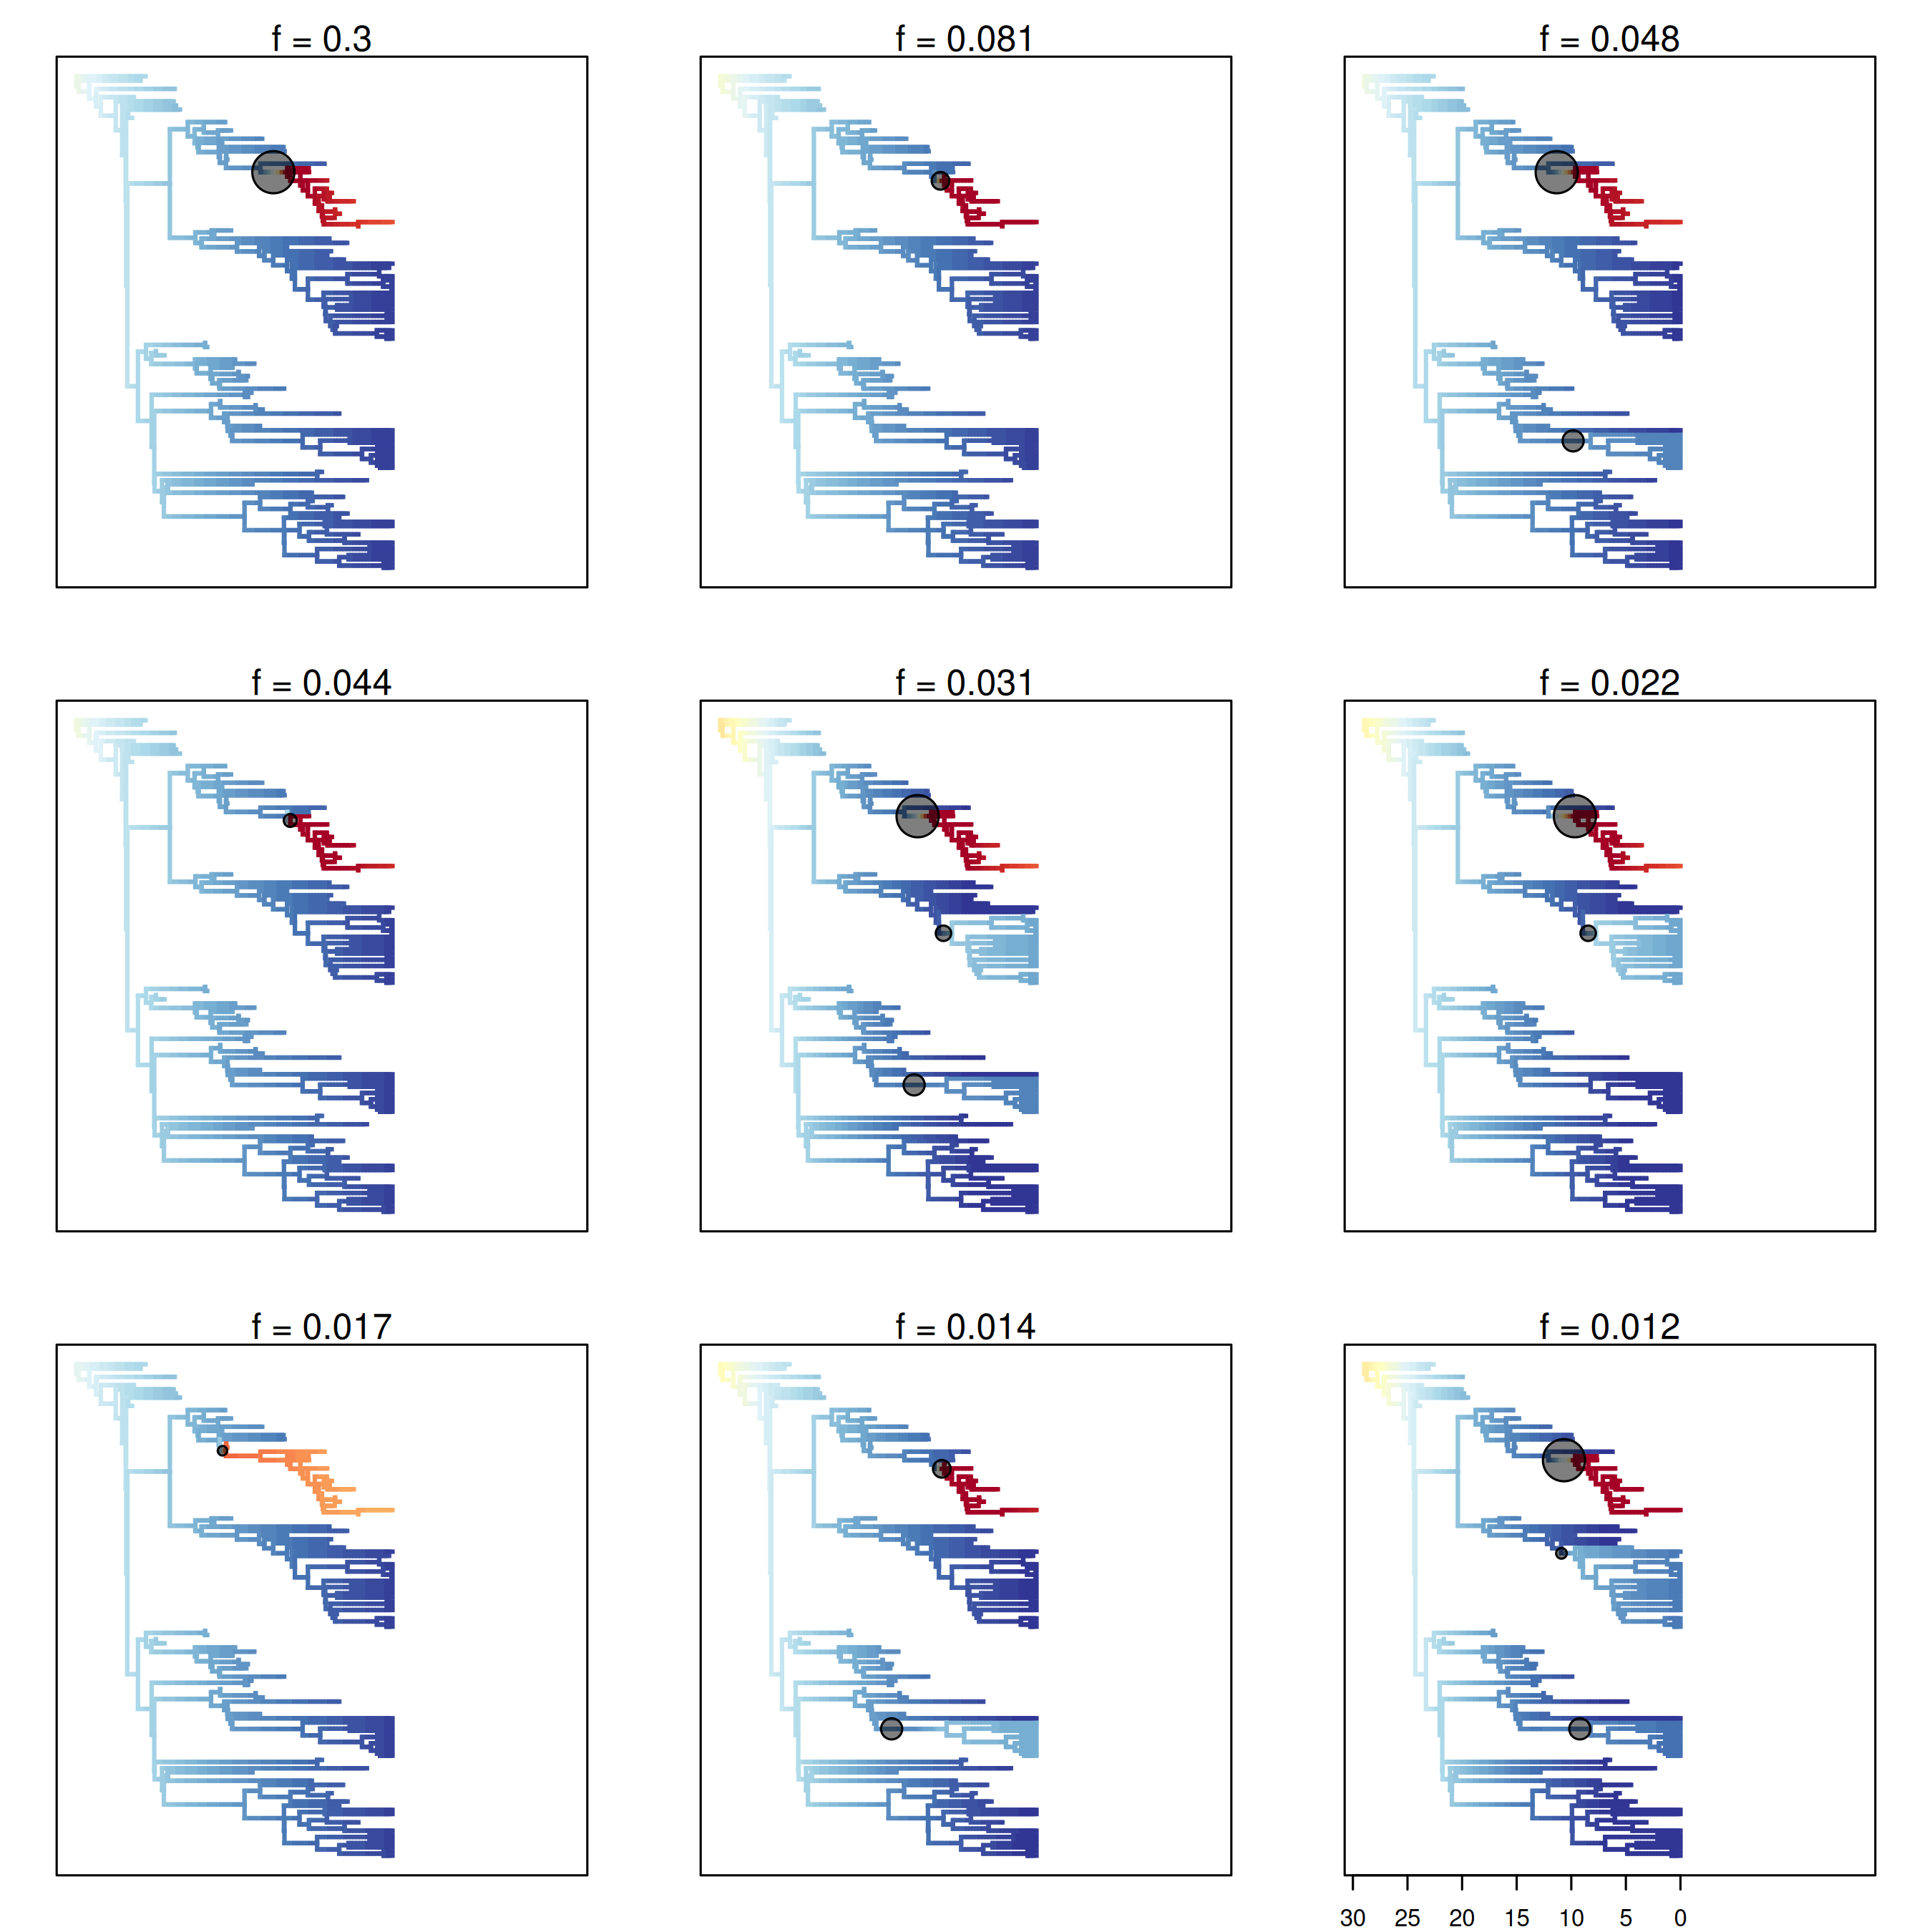 f = 0.3
f = 0.081
f = 0.048
f = 0.044
f = 0.031
f = 0.022
f = 0.017
f = 0.014
f = 0.012
30 25 20 15 10 5 0